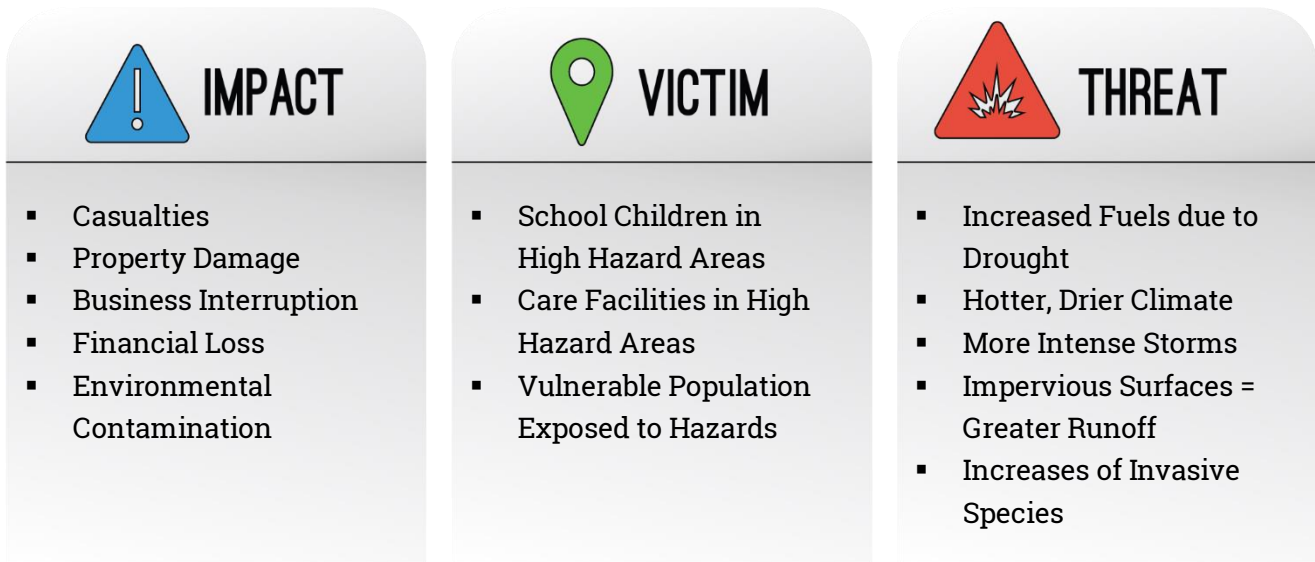 IMPACT
▪ Casualties
▪ Property Damage
▪ Business Interruption
▪ Financial Loss
▪ Environmental
Contamination
VICTIM
▪ School Children in
High Hazard Areas
▪ Care Facilities in High
Hazard Areas
▪ Vulnerable Population
Exposed to Hazards
THREAT
▪ Increased Fuels due to
Drought
▪ Hotter, Drier Climate
▪ More Intense Storms
▪ Impervious Surfaces =
Greater Runoff
▪ Increases of Invasive
Species